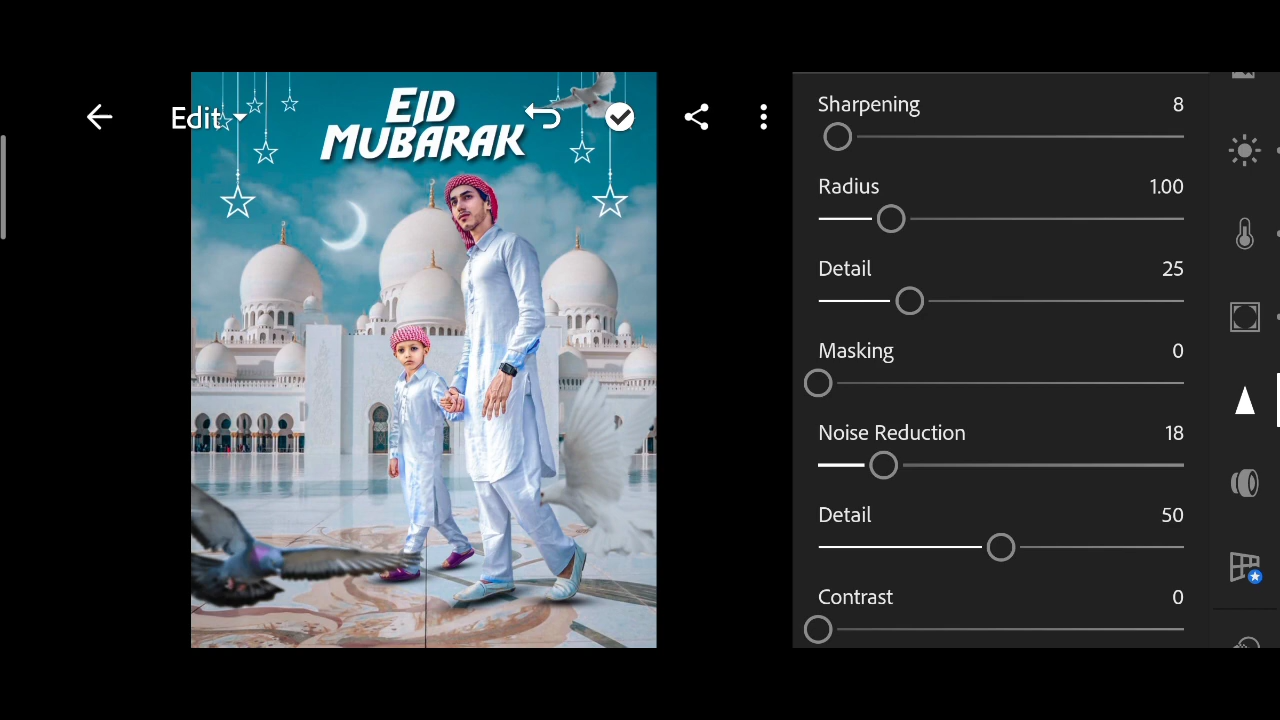 Edit
EID
MUBARAK
Sharpening 8
Radius 1.00
Detail 25
Masking 0
Noise Reduction 18
Detail 50
Contrast 0